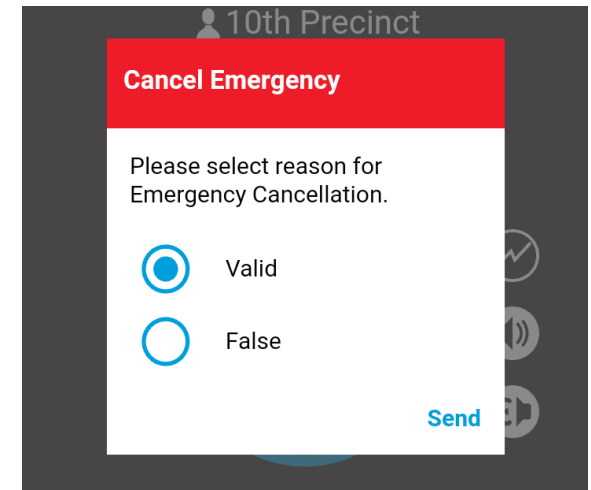 10th Precinct
Cancel Emergency
Please select reason for
Emergency Cancellation.
Valid
False
Send